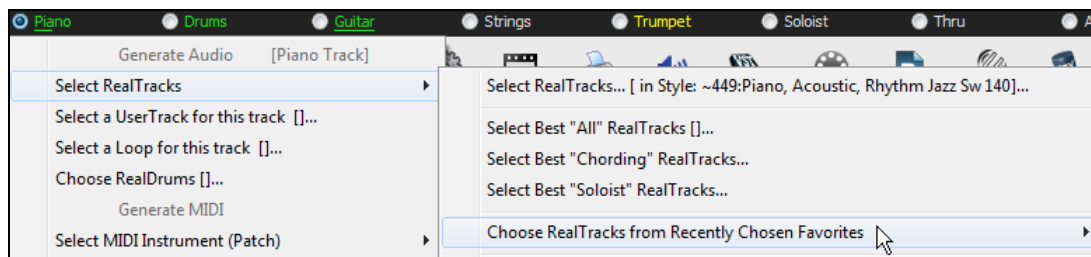 Piano Drums Guitar Strings Trumpet Soloist Thru A
Generate Audio [Piano Track]
Select RealTracks
Select a UserTrack for this track []...
Select a Loop for this track []...
Choose RealDrums []...
Generate MIDI
Select MIDI Instrument (Patch)
Select RealTracks... [ in Style: ~449:Piano, Acoustic, Rhythm Jazz Sw 140]...
Select Best "All" RealTracks []...
Select Best "Chording" RealTracks...
Select Best "Soloist" RealTracks...
Choose RealTracks from Recently Chosen Favorites